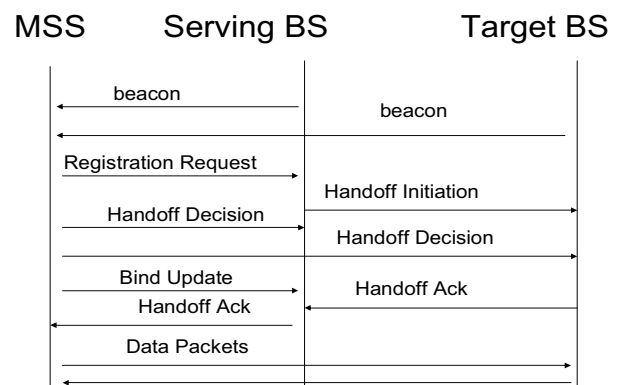 MSS Serving BS Target BS
beacon
beacon
Registration Request
Handoff Initiation
Handoff Decision
Handoff Decision
Bind Update
Handoff Ack
Handoff Ack
Data Packets